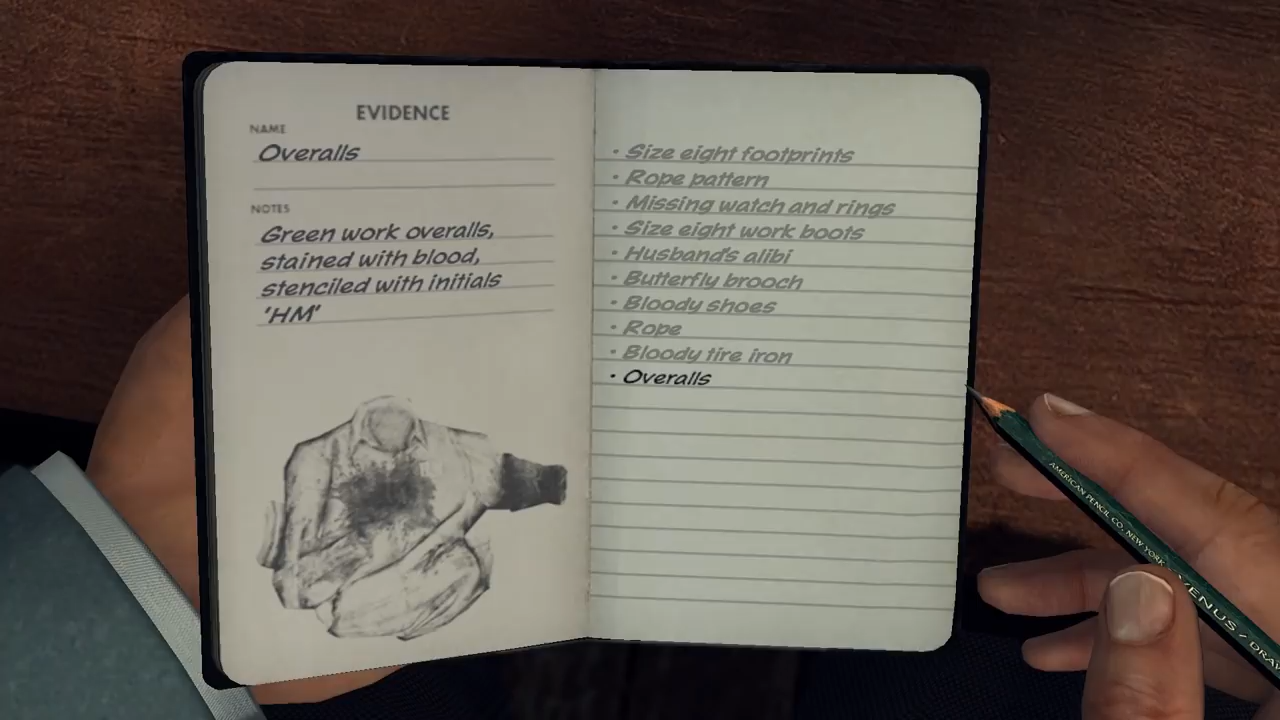 EVIDENCE
NAME
Overalls
NOTES
Green work overalls,
stained with blood,
stenciled with initials
'HM'
• Size eight footprints
• Rope pattern
• Missing watch and rings
• Size eight work boots
• Husband's alibi
• Butterfly brooch
• Bloody shoes
• Rope
• Bloody tire iron
• Overalls
AMERICAN PENCIL CO. NEW YORK
VENUS / DRAW